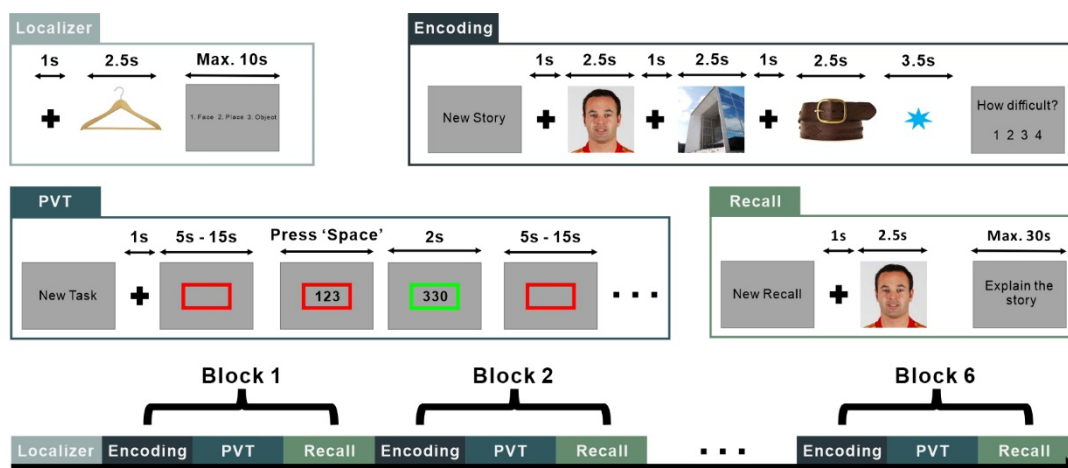 Localizer
1s 2.5s Max. 10s
1. Face 2. Place 3. Object
Encoding
1s 2.5s 1s 2.5s 1s 2.5s 3.5s
New Story
How difficult?
1 2 3 4
PVT
1s 5s - 15s Press ‘Space’ 2s 5s - 15s
New Task
123
330
Recall
1s 2.5s Max. 30s
New Recall
Explain the
story
Block 1 Block 2 Block 6
Localizer Encoding PVT Recall Encoding PVT Recall Encoding PVT Recall